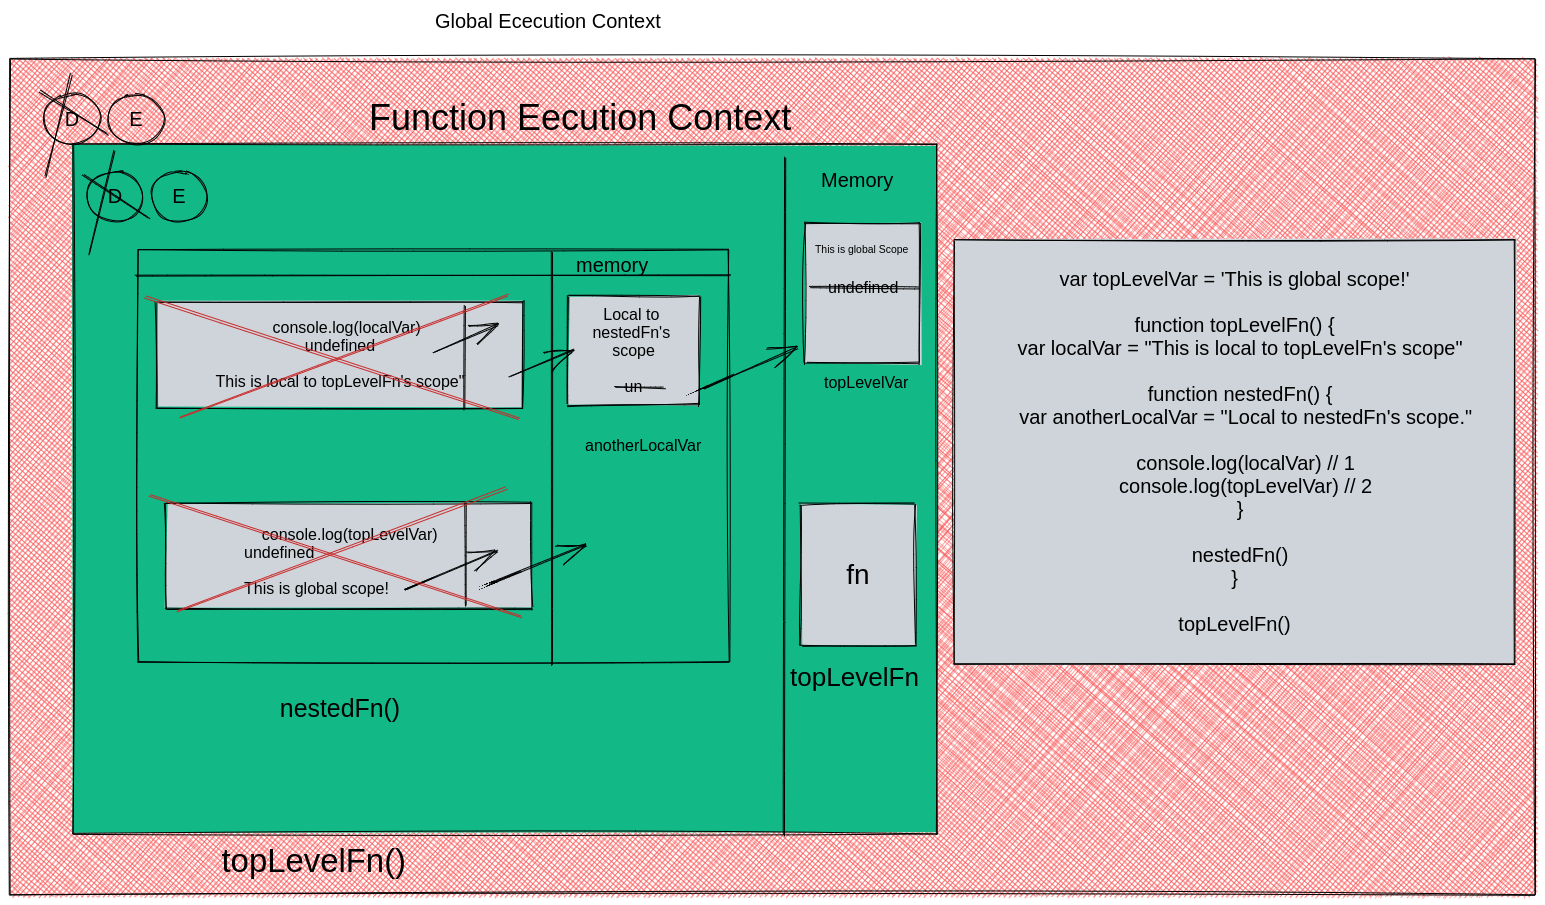 Global Ececution Context
Function Eecution Context
D
E
D
E
Memory
This is global Scope
undefined
topLevelVar
memory
console.log(localVar)
undefined
This is local to topLevelFn's scope"
Local to
nestedFn's
scope
un
anotherLocalVar
console.log(topLevelVar)
undefined
This is global scope!
fn
topLevelFn
nestedFn()
topLevelFn()
var topLevelVar = 'This is global scope!'
function topLevelFn() {
var localVar = "This is local to topLevelFn's scope"
function nestedFn() {
var anotherLocalVar = "Local to nestedFn's scope."
console.log(localVar) // 1
console.log(topLevelVar) // 2
}
nestedFn()
}
topLevelFn()